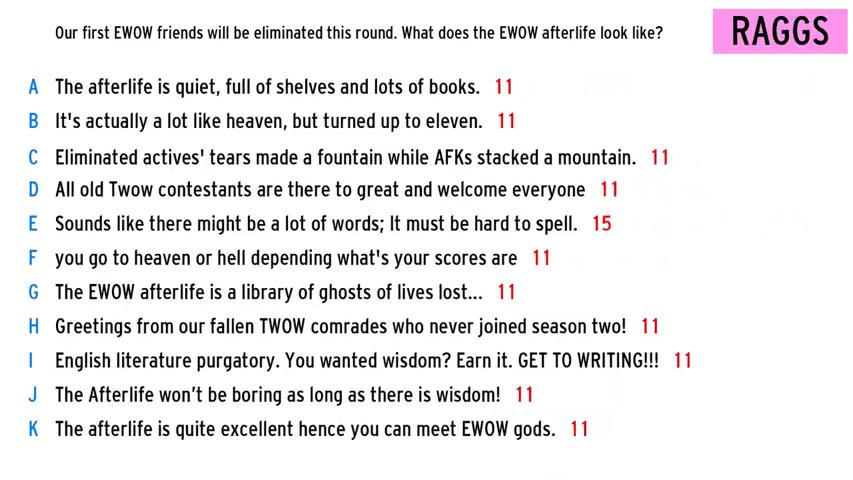 Our first EWOW friends will be eliminated this round. What does the EWOW afterlife look like?
RAGGS
A The afterlife is quiet, full of shelves and lots of books. 11
B It's actually a lot like heaven, but turned up to eleven. 11
C Eliminated actives' tears made a fountain while AFKs stacked a mountain. 11
D All old Twow contestants are there to great and welcome everyone 11
E Sounds like there might be a lot of words; It must be hard to spell. 15
F you go to heaven or hell depending what's your scores are 11
G The EWOW afterlife is a library of ghosts of lives lost... 11
H Greetings from our fallen TWOW comrades who never joined season two! 11
I English literature purgatory. You wanted wisdom? Earn it. GET TO WRITING!!! 11
J The Afterlife won’t be boring as long as there is wisdom! 11
K The afterlife is quite excellent hence you can meet EWOW gods. 11